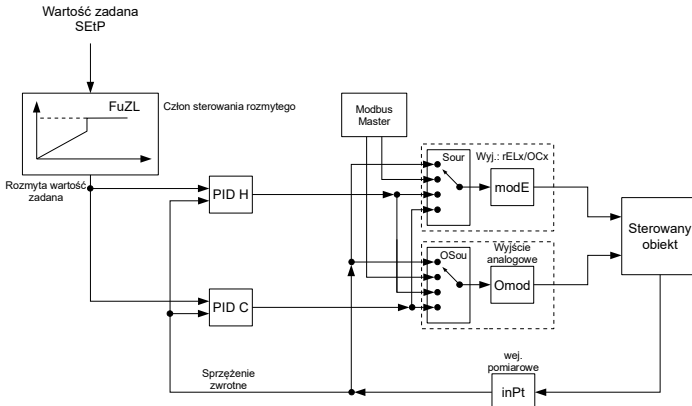 Wartość zadana
SEtP
FuZL
Człon sterowania rozmytego
Rozmyta wartość
zadana
Modbus
Master
PID H
PID C
Sour
Wyj.: rELx/OCx
modE
OSou
Wyjście
analogowe
Omod
Sterowany
obiekt
Sprzężenie
zwrotne
wej.
pomiarowe
inPt